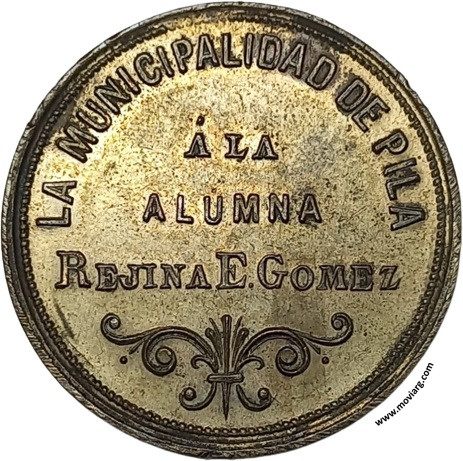 LA MUNICIPALIDAD DE PILA
Á LA
ALUMNA
REJINA E. GOMEZ
www.moviarg.com